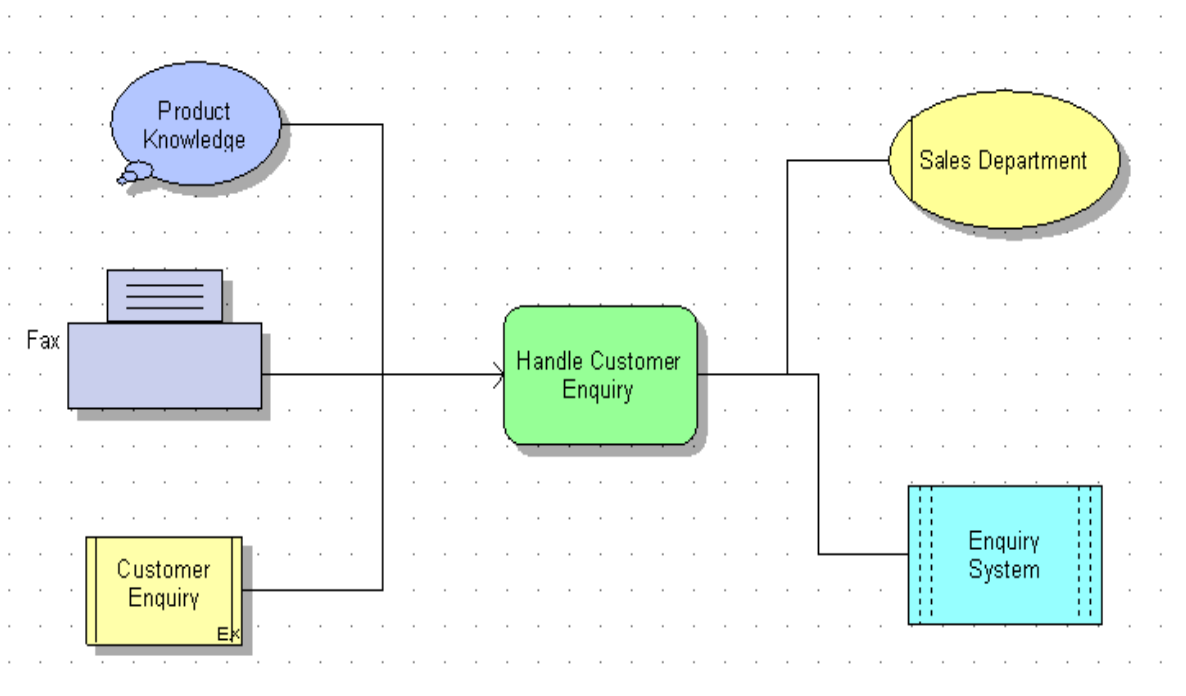 Product
Knowledge
Fax
Customer
Enquiry
Ex
Handle Customer
Enquiry
Sales Department
Enquiry
System